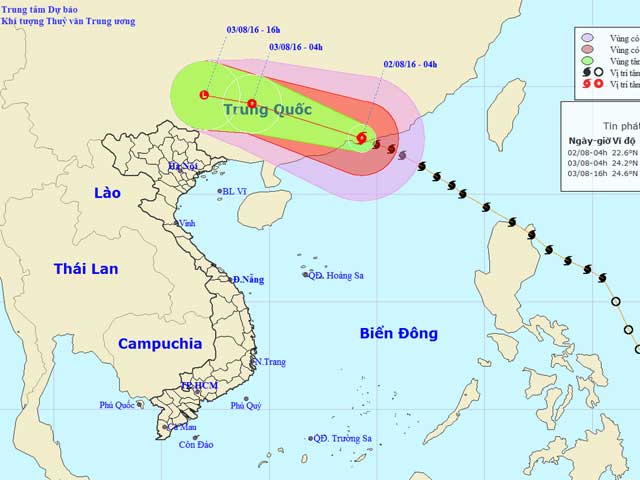 Trung tâm Dự báo
Khí tượng Thuỷ văn Trung ương
03/08/16 - 16h
03/08/16 - 04h
02/08/16 - 04h
Vùng có
Vùng có
Vùng tâ
Vị trí tâ
Vị trí tâ
Tin phát
Ngày-giờ Vĩ độ
02/08-04h 22.6°N
03/08-04h 24.2°N
03/08-16h 24.6°N
L
Trung Quốc
Hà.Nội
Lào
BL Vĩ
Vinh
Thái Lan
QĐ. Hoàng Sa
Đ.Nẵng
Biển Đông
Campuchia
N.Trang
TP.HCM
Phú Quốc
Phú Quý
Cà Mau
Côn Đảo
QĐ. Trường Sa